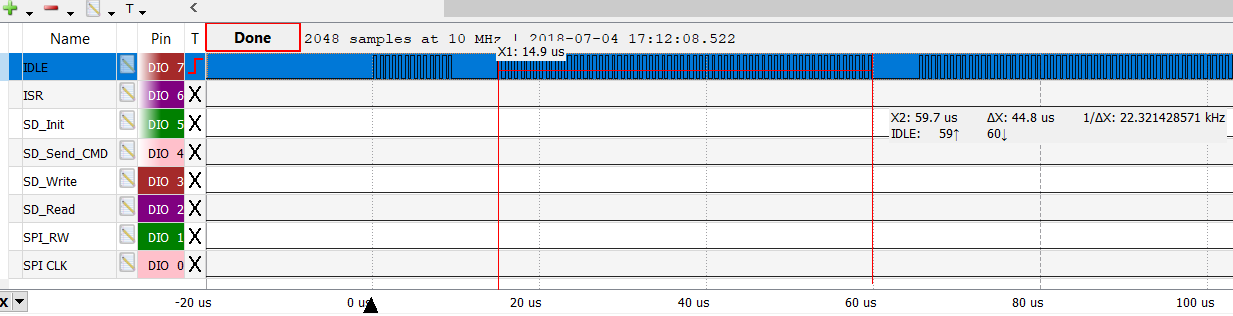 T
Name Pin T Done 2048 samples at 10 MHz | 2018-07-04 17:12:08.522
X1: 14.9 us
IDLE DIO 7
ISR DIO 6 X
SD_Init DIO 5 X
X2: 59.7 us ΔX: 44.8 us 1/ΔX: 22.321428571 kHz
IDLE: 59↑ 60↓
SD_Send_CMD DIO 4 X
SD_Write DIO 3 X
SD_Read DIO 2 X
SPI_RW DIO 1 X
SPI CLK DIO 0 X
X -20 us 0 us 20 us 40 us 60 us 80 us 100 us